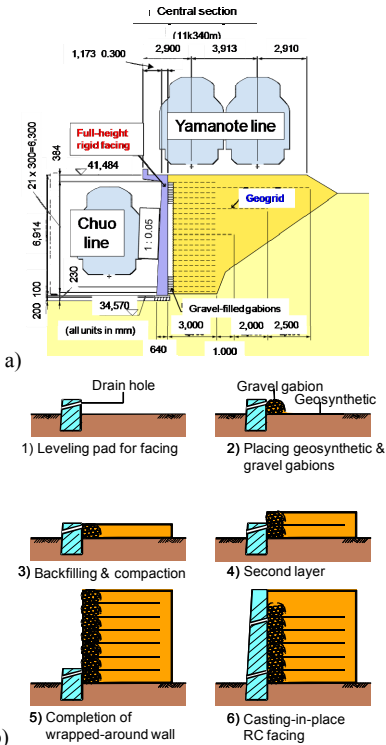 Central section
(11k340m)
2,900
3,913
2,910
1,173 0.300
Yamanote line
Full-height
rigid facing
21 x 300=6,300
384
41,484
Geogrid
Chuo
line
1 : 0.05
6,914
230
200 100
34,570
Gravel-filled gabions
(all units in mm)
3,000
2,000
2,500
640
1.000
a)
Drain hole
1) Leveling pad for facing
Gravel gabion
Geosynthetic
2) Placing geosynthetic &
gravel gabions
3) Backfilling & compaction
4) Second layer
5) Completion of
wrapped-around wall
6) Casting-in-place
RC facing